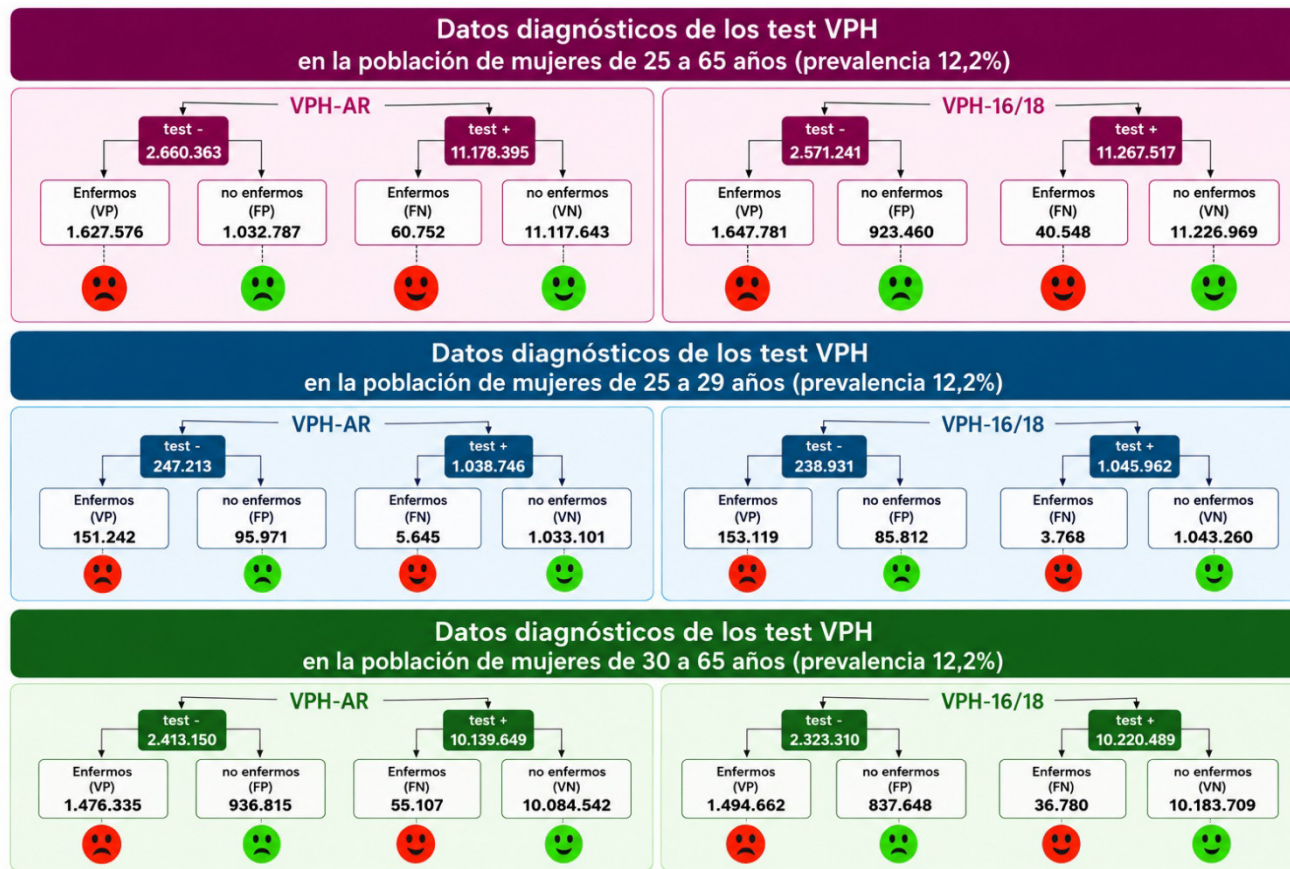 Datos diagnósticos de los test VPH
en la población de mujeres de 25 a 65 años (prevalencia 12,2%)
VPH-AR
test -
2.660.363
test +
11.178.395
Enfermos
(VP)
1.627.576
no enfermos
(FP)
1.032.787
Enfermos
(FN)
60.752
no enfermos
(VN)
11.117.643
VPH-16/18
test -
2.571.241
test +
11.267.517
Enfermos
(VP)
1.647.781
no enfermos
(FP)
923.460
Enfermos
(FN)
40.548
no enfermos
(VN)
11.226.969
Datos diagnósticos de los test VPH
en la población de mujeres de 25 a 29 años (prevalencia 12,2%)
VPH-AR
test -
247.213
test +
1.038.746
Enfermos
(VP)
151.242
no enfermos
(FP)
95.971
Enfermos
(FN)
5.645
no enfermos
(VN)
1.033.101
VPH-16/18
test -
238.931
test +
1.045.962
Enfermos
(VP)
153.119
no enfermos
(FP)
85.812
Enfermos
(FN)
3.768
no enfermos
(VN)
1.043.260
Datos diagnósticos de los test VPH
en la población de mujeres de 30 a 65 años (prevalencia 12,2%)
VPH-AR
test -
2.413.150
test +
10.139.649
Enfermos
(VP)
1.476.335
no enfermos
(FP)
936.815
Enfermos
(FN)
55.107
no enfermos
(VN)
10.084.542
VPH-16/18
test -
2.323.310
test +
10.220.489
Enfermos
(VP)
1.494.662
no enfermos
(FP)
837.648
Enfermos
(FN)
36.780
no enfermos
(VN)
10.183.709